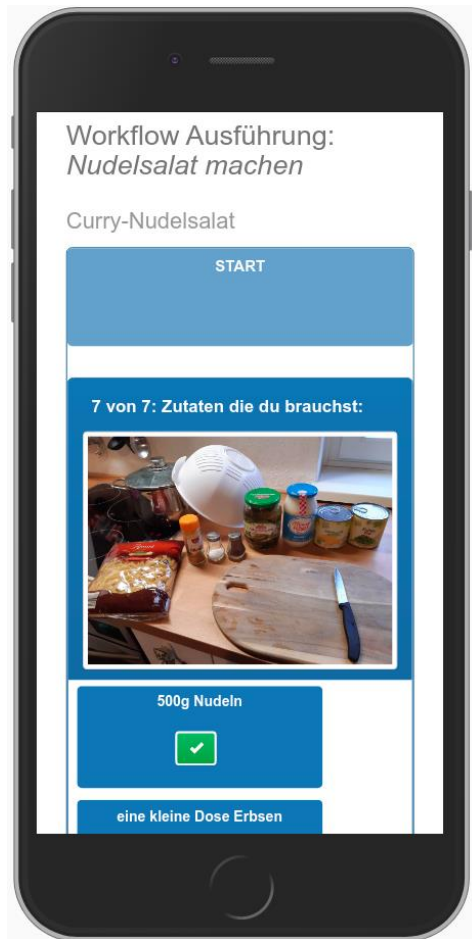 Workflow Ausführung:
Nudelsalat machen
Curry-Nudelsalat
START
7 von 7: Zutaten die du brauchst:
500g Nudeln
eine kleine Dose Erbsen